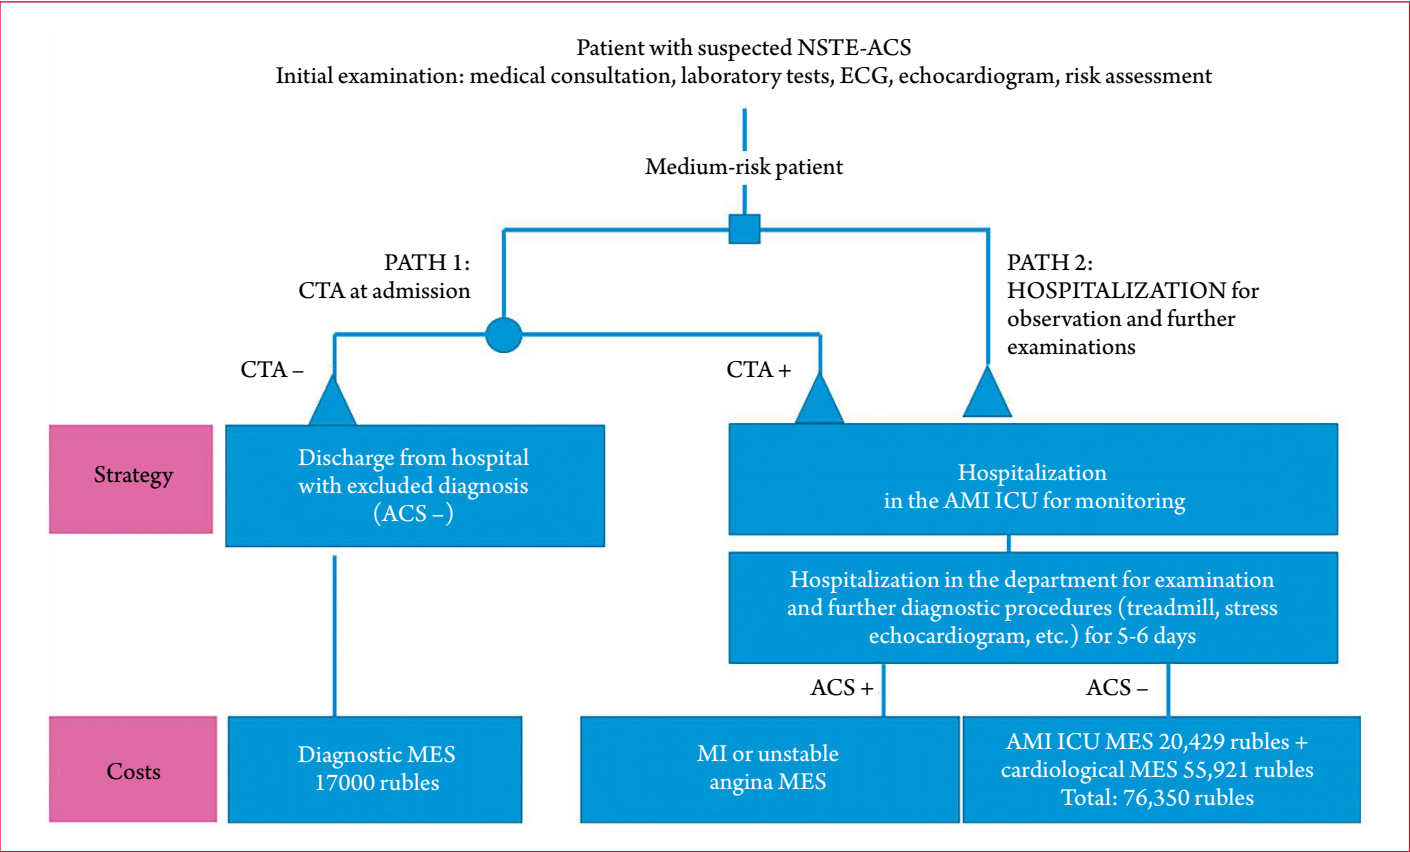 Patient with suspected NSTE-ACS
Initial examination: medical consultation, laboratory tests, ECG, echocardiogram, risk assessment
Medium-risk patient
PATH 1:
CTA at admission
PATH 2:
HOSPITALIZATION for
observation and further
examinations
CTA –
CTA +
Strategy
Discharge from hospital
with excluded diagnosis
(ACS –)
Hospitalization
in the AMI ICU for monitoring
Hospitalization in the department for examination
and further diagnostic procedures (treadmill, stress
echocardiogram, etc.) for 5-6 days
ACS +
ACS –
Costs
Diagnostic MES
17000 rubles
MI or unstable
angina MES
AMI ICU MES 20,429 rubles +
cardiological MES 55,921 rubles
Total: 76,350 rubles